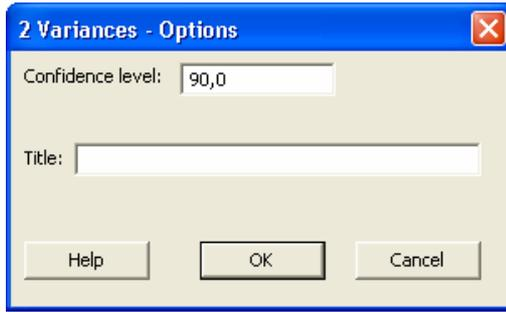 2 Variances - Options
Confidence level: 90,0
Title:
Help OK Cancel